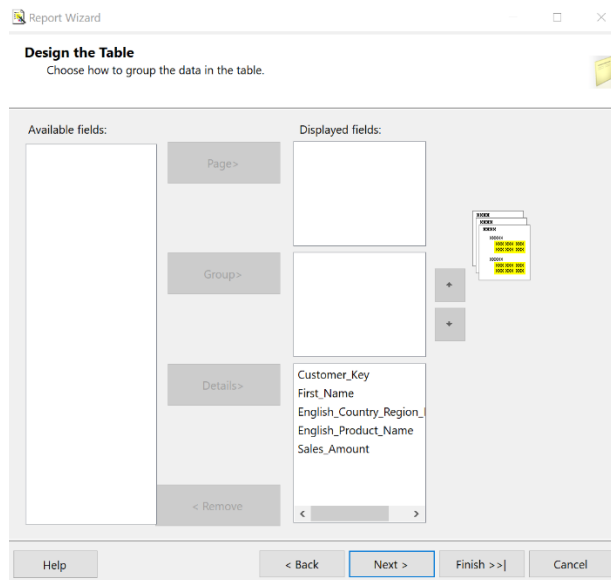 Report Wizard
Design the Table
Choose how to group the data in the table.
Available fields:
Displayed fields:
Page>
Group>
Details>
Customer_Key
First_Name
English_Country_Region_
English_Product_Name
Sales_Amount
< Remove
Help
< Back
Next >
Finish >>|
Cancel